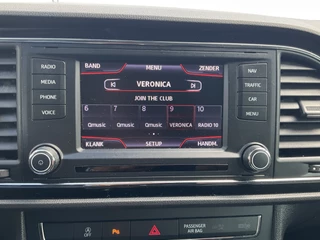 BAND MENU ZENDER
RADIO
MEDIA
PHONE
VOICE
VERONICA
JOIN THE CLUB
6 7 8 9 10
Qmusic Qmusic Qmusic VERONICA RADIO 10
KLANK SETUP HANDM.
NAV
TRAFFIC
CAR
MENU
OFF
PASSENGER
AIR BAG